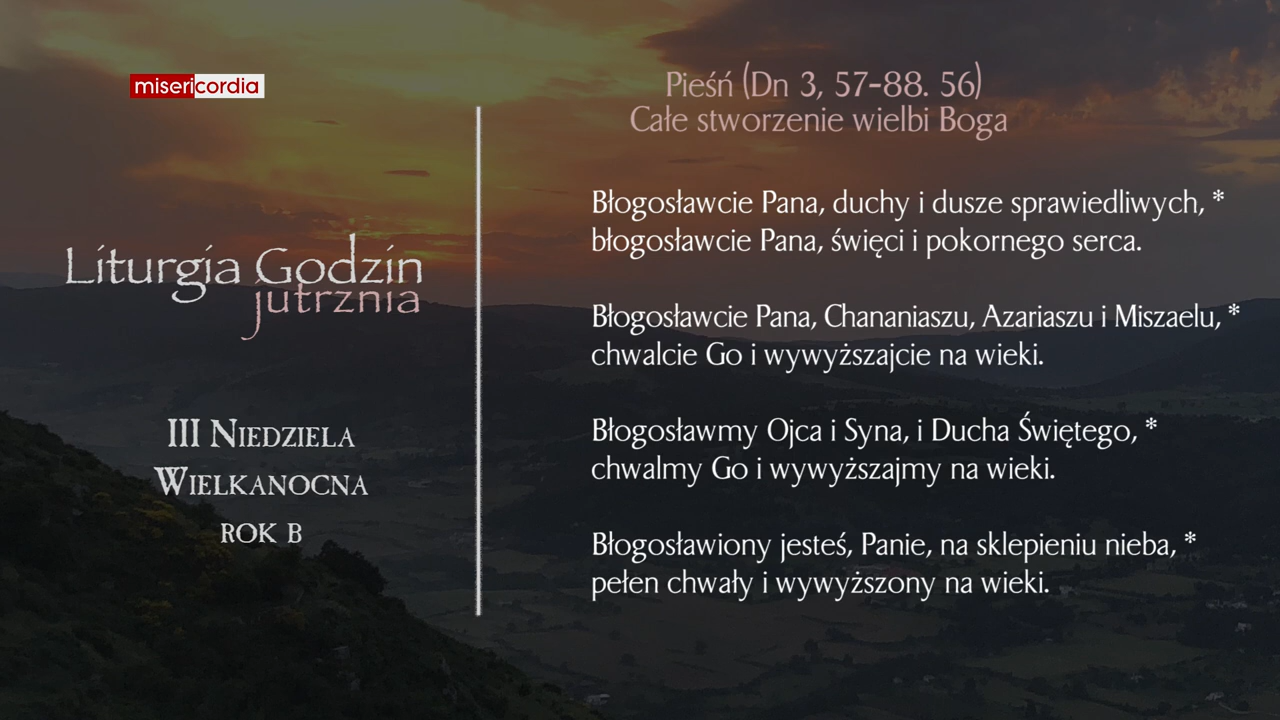 misericordia
Liturgia Godzin
jutrznia
III Niedziela
Wielkanocna
rok B
Pieśń (Dn 3, 57-88. 56)
Całe stworzenie wielbi Boga
Błogosławcie Pana, duchy i dusze sprawiedliwych, *
błogosławcie Pana, święci i pokornego serca.
Błogosławcie Pana, Chananiaszu, Azariaszu i Miszaelu, *
chwalcie Go i wywyższajcie na wieki.
Błogosławmy Ojca i Syna, i Ducha Świętego, *
chwalmy Go i wywyższajmy na wieki.
Błogosławiony jesteś, Panie, na sklepieniu nieba, *
pełen chwały i wywyższony na wieki.